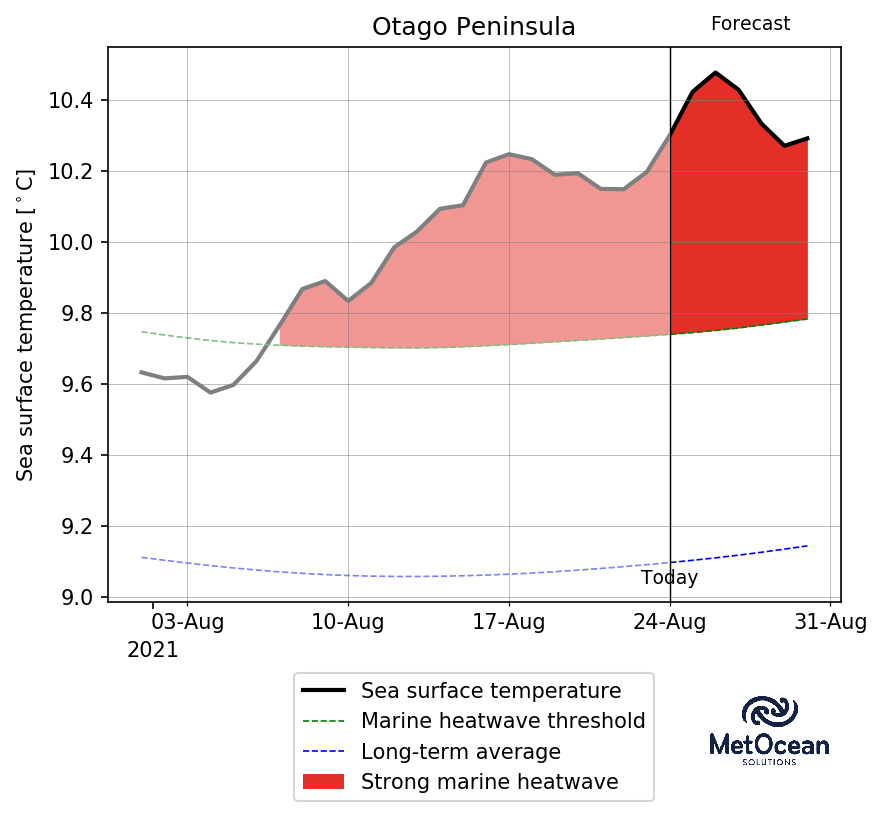 Otago Peninsula
Forecast
Sea surface temperature [°C]
10.4
10.2
10.0
9.8
9.6
9.4
9.2
9.0
Today
03-Aug
10-Aug
17-Aug
24-Aug
31-Aug
2021
Sea surface temperature
Marine heatwave threshold
Long-term average
Strong marine heatwave
MetOcean
SOLUTIONS